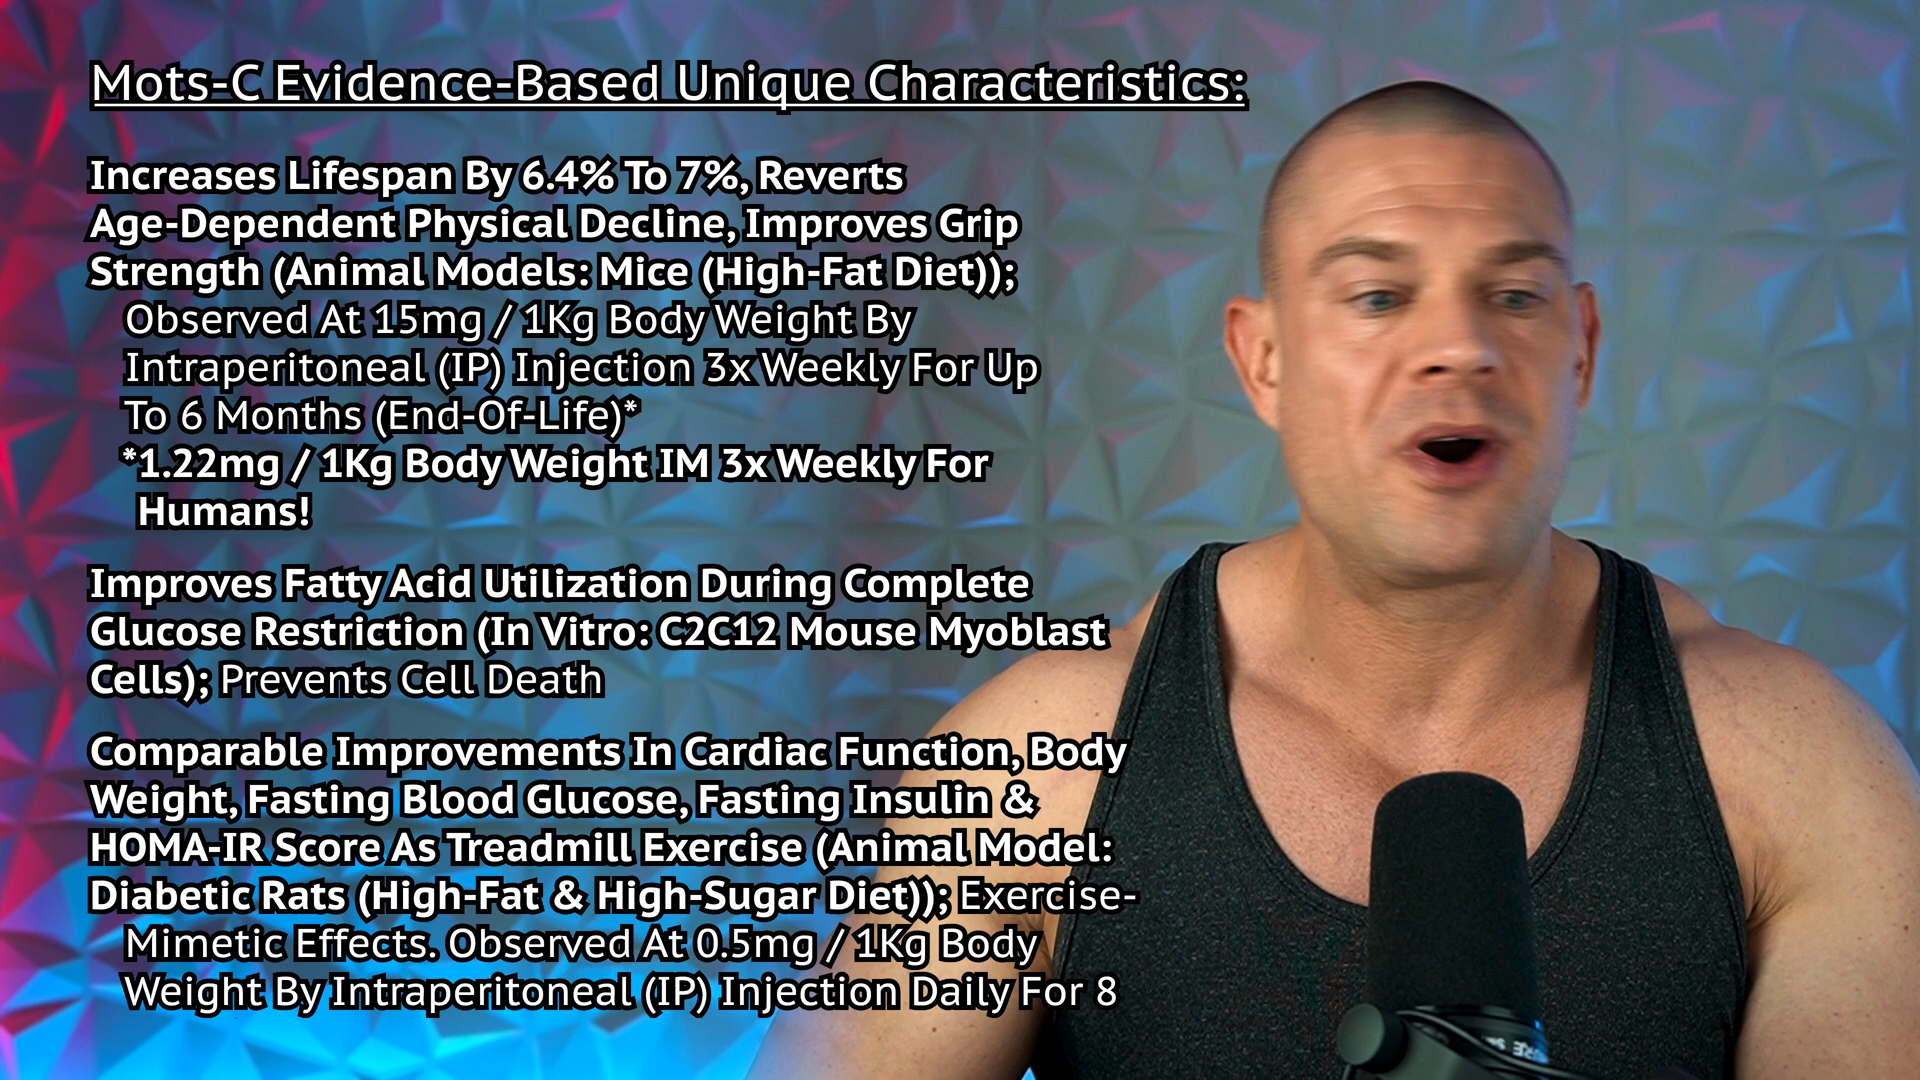 Mots-C Evidence-Based Unique Characteristics:
Increases Lifespan By 6.4% To 7%, Reverts
Age-Dependent Physical Decline, Improves Grip
Strength (Animal Models: Mice (High-Fat Diet));
Observed At 15mg / 1Kg Body Weight By
Intraperitoneal (IP) Injection 3x Weekly For Up
To 6 Months (End-Of-Life)*
*1.22mg / 1Kg Body Weight IM 3x Weekly For
Humans!
Improves Fatty Acid Utilization During Complete
Glucose Restriction (In Vitro: C2C12 Mouse Myoblast
Cells); Prevents Cell Death
Comparable Improvements In Cardiac Function, Body
Weight, Fasting Blood Glucose, Fasting Insulin &
HOMA-IR Score As Treadmill Exercise (Animal Model:
Diabetic Rats (High-Fat & High-Sugar Diet)); Exercise-
Mimetic Effects. Observed At 0.5mg / 1Kg Body
Weight By Intraperitoneal (IP) Injection Daily For 8